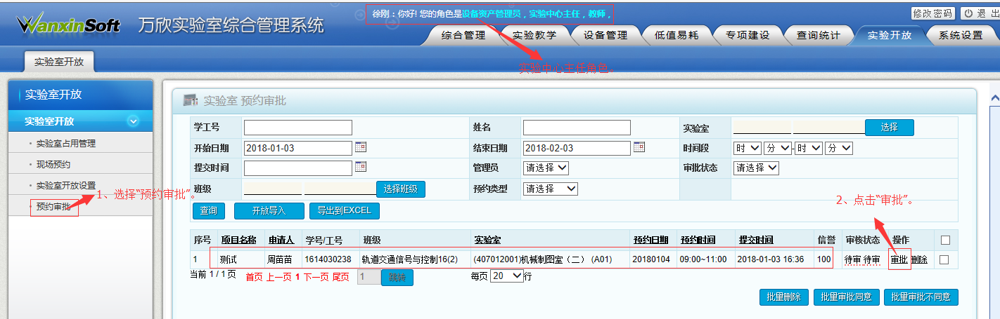 WanxinSoft 万欣实验室综合管理系统
徐刚：你好! 您的角色是设备资产管理员，实验中心主任，教师，
修改密码 退 出
综合管理 实验教学 设备管理 低值易耗 专项建设 查询统计 实验开放 系统设置
实验中心主任角色、
实验室开放
实验室开放
实验室开放
实验室占用管理
现场预约
实验室开放设置
预约审批
1、选择“预约审批”。
实验室 预约审批
学工号 姓名 实验室 选择
开始日期 2018-01-03 结束日期 2018-02-03 时间段 时 分 - 时 分
提交时间 管理员 请选择 审批状态 请选择
班级 选择班级 预约类型 请选择
查询 开放导入 导出到EXCEL
2、点击“审批”。
序号 项目名称 申请人 学号/工号 班级 实验室 预约日期 预约时间 提交时间 信誉 审核状态 操作
1 测试 周苗苗 1614030238 轨道交通信号与控制16(2) (407012001)机械制图室（二） (A01) 20180104 09:00~11:00 2018-01-03 16:36 100 待审 待审 审批 删除
当前 1 / 1 页 首页 上一页 1 下一页 尾页 1 跳转 每页 20 行
批量删除 批量审批同意 批量审批不同意